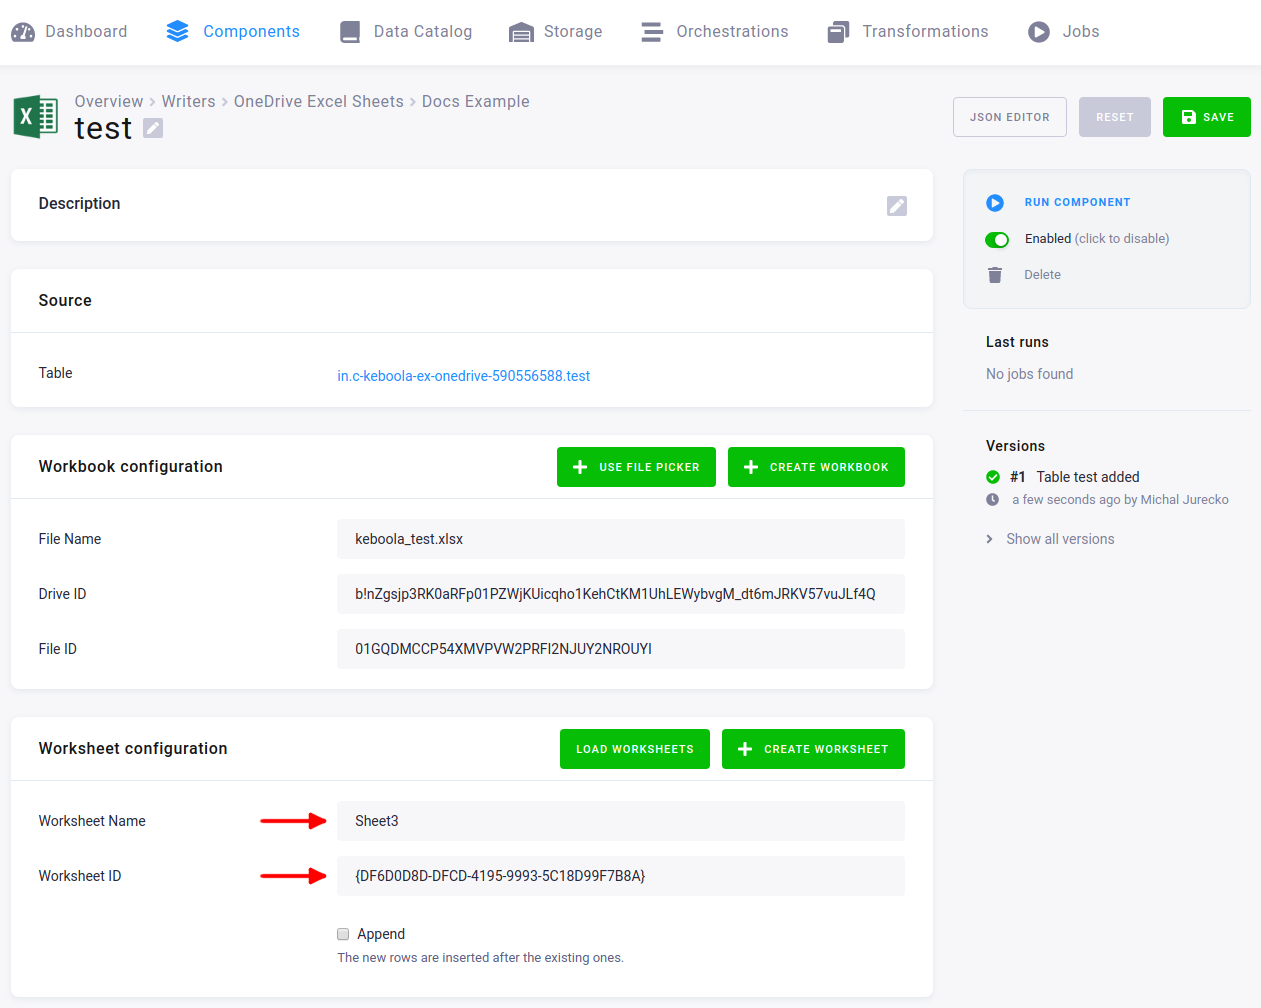 Dashboard Components Data Catalog Storage Orchestrations Transformations Jobs
Overview > Writers > OneDrive Excel Sheets > Docs Example
test
JSON EDITOR RESET SAVE
Description
RUN COMPONENT
Enabled (click to disable)
Delete
Source
Table in.c-keboola-ex-onedrive-590556588.test
Last runs
No jobs found
Versions
#1 Table test added
a few seconds ago by Michal Jurecko
Show all versions
Workbook configuration USE FILE PICKER CREATE WORKBOOK
File Name keboola_test.xlsx
Drive ID b!nZgsjp3RK0aRFp01PZWjKUicqho1KehCtKM1UhLEWybvgM_dt6mJRKV57vuJLf4Q
File ID 01GQDMCCP54XMVPVW2PRFI2NJUY2NROUYI
Worksheet configuration LOAD WORKSHEETS CREATE WORKSHEET
Worksheet Name Sheet3
Worksheet ID {DF6D0D8D-DFCD-4195-9993-5C18D99F7B8A}
Append
The new rows are inserted after the existing ones.